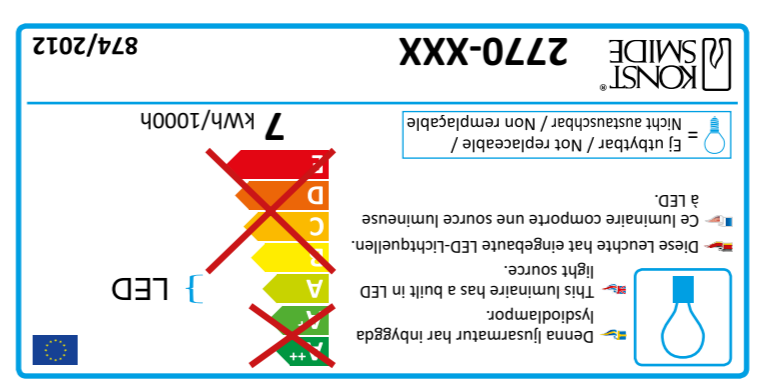 Denna ljusarmatur har inbyggda
lysdiodlampor.
This luminaire has a built in LED
light source.
Diese Leuchte hat eingebaute LED-Lichtquellen.
Ce luminaire comporte une source lumineuse
à LED.
= Ej utbytbar / Not replaceable /
Nicht austauschbar / Non remplaçable
A++
A+
A
B
C
D
E
LED
7 kWh/1000h
KONST
SMIDE®
2770-XXX
874/2012